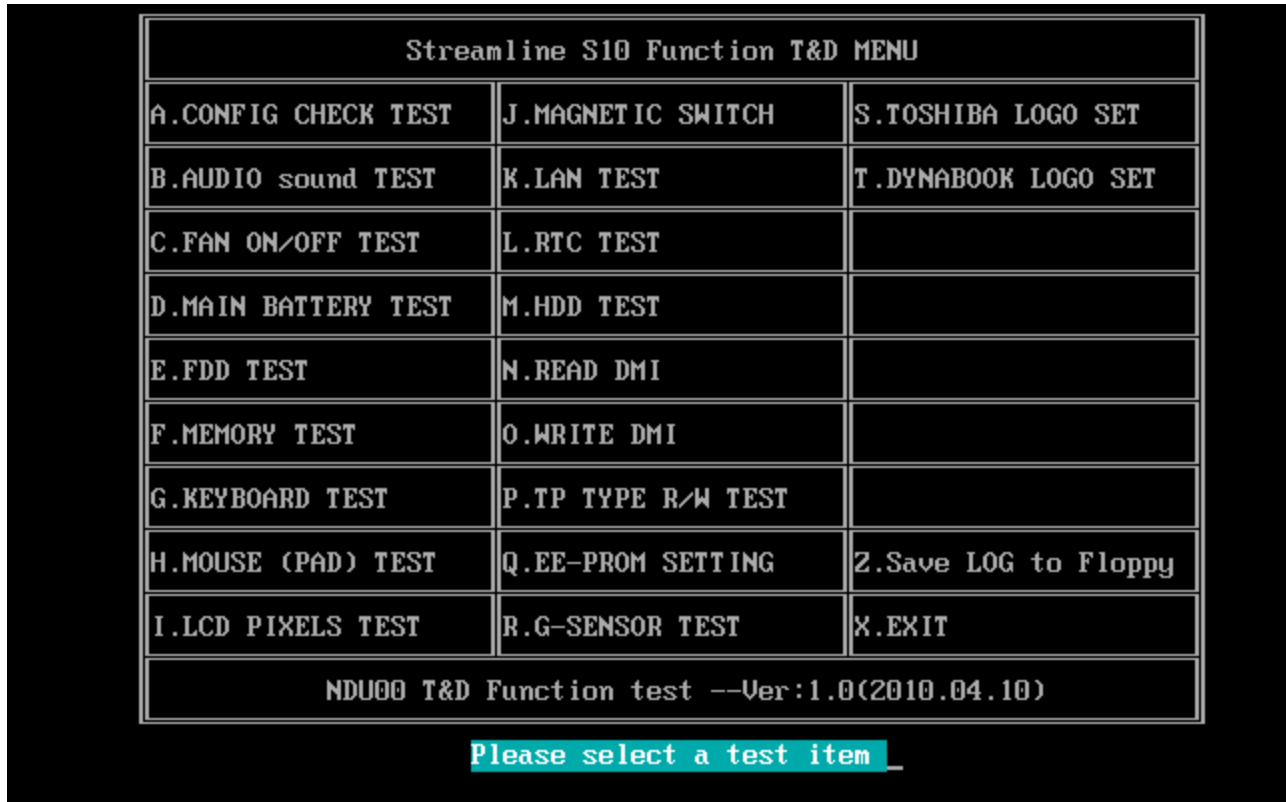 Streamline S10 Function T&D MENU
A.CONFIG CHECK TEST J.MAGNETIC SWITCH S.TOSHIBA LOGO SET
B.AUDIO sound TEST K.LAN TEST T.DYNABOOK LOGO SET
C.FAN ON/OFF TEST L.RTC TEST
D.MAIN BATTERY TEST M.HDD TEST
E.FDD TEST N.READ DMI
F.MEMORY TEST O.WRITE DMI
G.KEYBOARD TEST P.TP TYPE R/W TEST
H.MOUSE (PAD) TEST Q.EE-PROM SETTING Z.Save LOG to Floppy
I.LCD PIXELS TEST R.G-SENSOR TEST X.EXIT
NDU00 T&D Function test --Ver:1.0(2010.04.10)
Please select a test item _